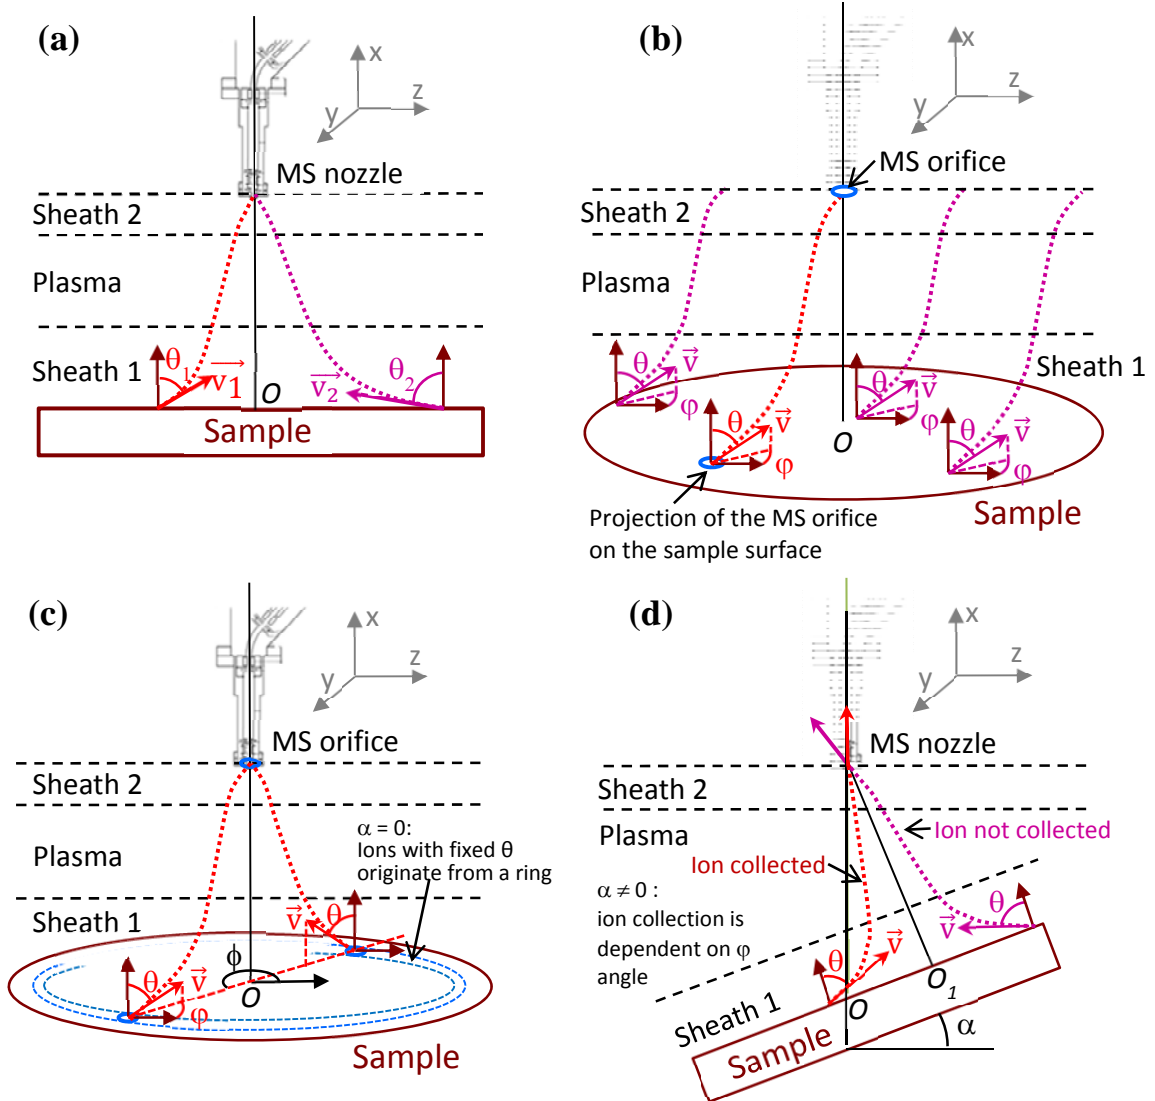 (a)
x
z
y
MS nozzle
Sheath 2
Plasma
Sheath 1
θ1
v1
O
v2
θ2
Sample
(b)
x
z
y
MS orifice
Sheath 2
Plasma
Sheath 1
θ
v
φ
θ
v
φ
θ
v
φ
θ
v
φ
O
Sample
Projection of the MS orifice
on the sample surface
(c)
x
z
y
MS orifice
Sheath 2
Plasma
α = 0:
Ions with fixed θ
originate from a ring
Sheath 1
v
θ
ϕ
θ
v
φ
O
Sample
(d)
x
z
y
MS nozzle
Sheath 2
Plasma
Ion not collected
Ion collected
α ≠ 0 :
ion collection is
dependent on φ
angle
θ
v
θ
v
O
O1
Sheath 1
Sample
α